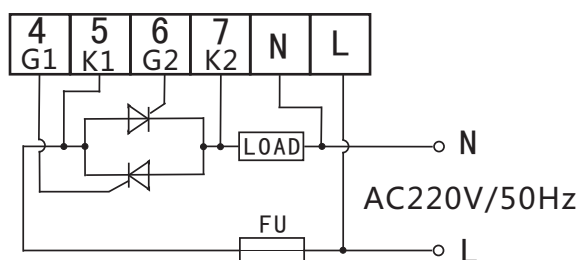 4 5 6 7 N L
G1 K1 G2 K2
LOAD N
AC220V/50Hz
FU
L